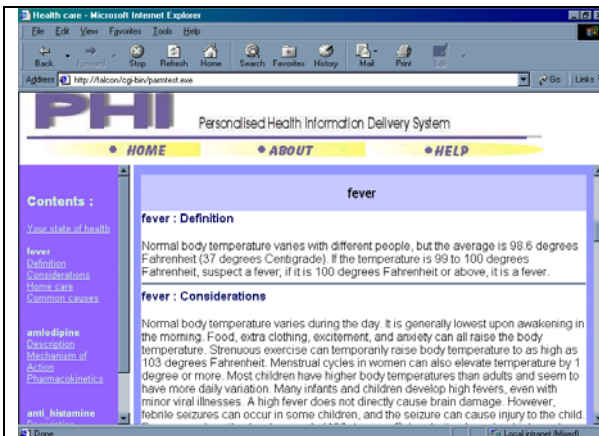 Health care - Microsoft Internet Explorer
File Edit View Favorites Tools Help
Back Forward Stop Refresh Home Search Favorites History Mail Print Edit
Address http://falcon/cgi-bin/parmtest.exe Go Links
PHI Personalised Health Information Delivery System
HOME ABOUT HELP
Contents :
Your state of health
fever
Definition
Considerations
Home care
Common causes
amlodipine
Description
Mechanism of
Action
Pharmacokinetics
anti_histamine
Description
fever
fever : Definition
Normal body temperature varies with different people, but the average is 98.6 degrees
Fahrenheit (37 degrees Centigrade). If the temperature is 99 to 100 degrees
Fahrenheit, suspect a fever; if it is 100 degrees Fahrenheit or above, it is a fever.
fever : Considerations
Normal body temperature varies during the day. It is generally lowest upon awakening in
the morning. Food, extra clothing, excitement, and anxiety can all raise the body
temperature. Strenuous exercise can temporarily raise body temperature to as high as
103 degrees Fahrenheit. Menstrual cycles in women can also elevate temperature by 1
degree or more. Most children have higher body temperatures than adults and seem to
have more daily variation. Many infants and children develop high fevers, even with
minor viral illnesses. A high fever does not directly cause brain damage. However,
febrile seizures can occur in some children, and the seizure can cause injury to the child.
Done Local intranet (Mixed)